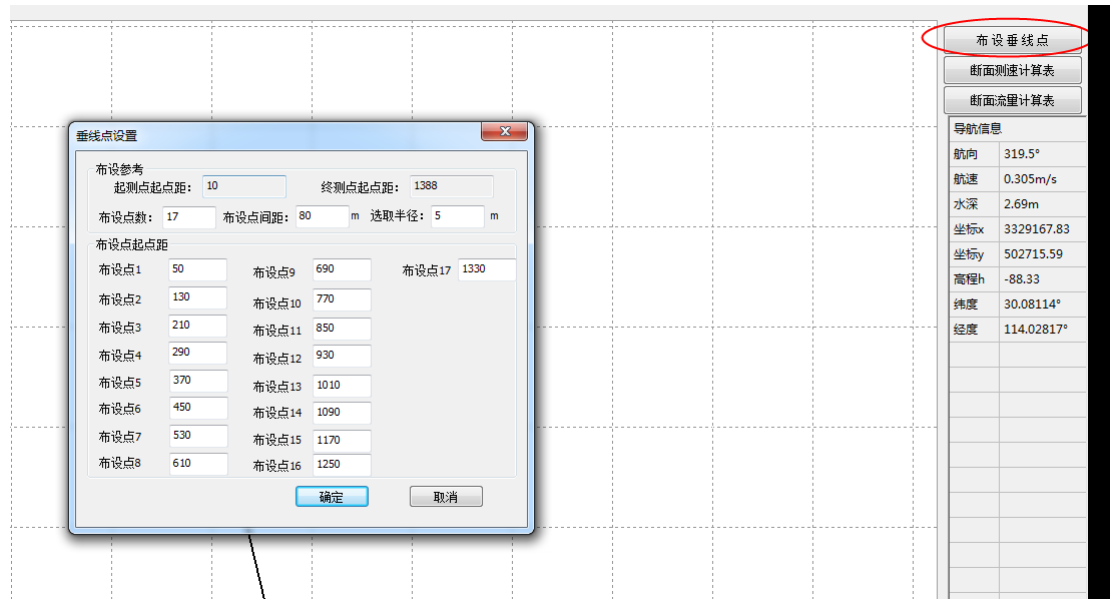 布设垂线点
断面测速计算表
断面流量计算表
垂线点设置
布设参考
起测点起点距: 10 终测点起点距: 1388
布设点数: 17 布设点间距: 80 m 选取半径: 5 m
布设点起点距
布设点1 50 布设点9 690 布设点17 1330
布设点2 130 布设点10 770
布设点3 210 布设点11 850
布设点4 290 布设点12 930
布设点5 370 布设点13 1010
布设点6 450 布设点14 1090
布设点7 530 布设点15 1170
布设点8 610 布设点16 1250
确定 取消
导航信息
航向 319.5°
航速 0.305m/s
水深 2.69m
坐标x 3329167.83
坐标y 502715.59
高程h -88.33
纬度 30.08114°
经度 114.02817°